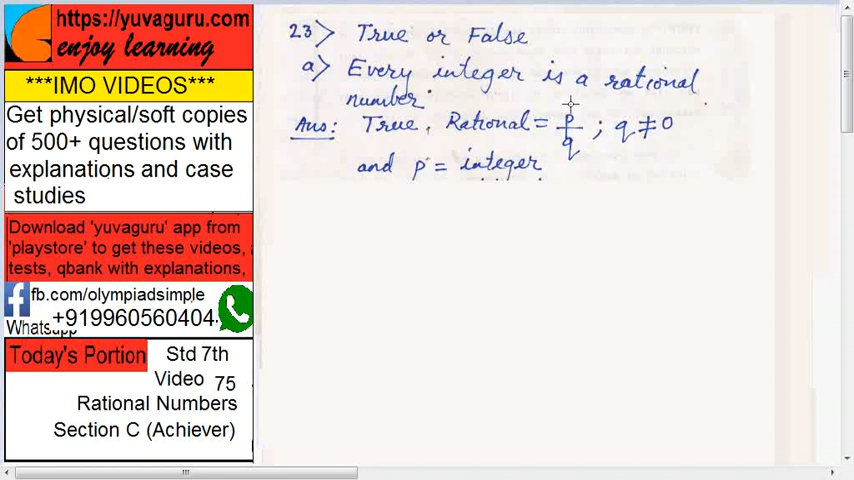 https://yuvaguru.com
enjoy learning
***IMO VIDEOS***
Get physical/soft copies
of 500+ questions with
explanations and case
studies
Download 'yuvaguru' app from
'playstore' to get these videos,
tests, qbank with explanations,
fb.com/olympiadsimple
+919960560404
Whatsapp
Today's Portion
Std 7th
Video 75
Rational Numbers
Section C (Achiever)
23> True or False
a> Every integer is a rational
number.
Ans: True, Rational = p/q ; q ≠ 0
and p = integer